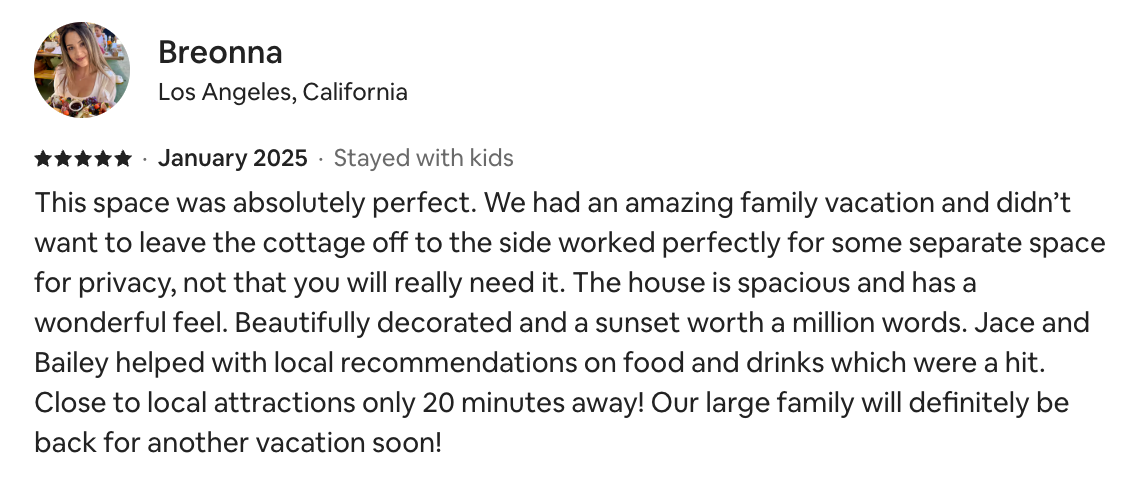 Breonna
Los Angeles, California
★★★★★ · January 2025 · Stayed with kids
This space was absolutely perfect. We had an amazing family vacation and didn’t
want to leave the cottage off to the side worked perfectly for some separate space
for privacy, not that you will really need it. The house is spacious and has a
wonderful feel. Beautifully decorated and a sunset worth a million words. Jace and
Bailey helped with local recommendations on food and drinks which were a hit.
Close to local attractions only 20 minutes away! Our large family will definitely be
back for another vacation soon!